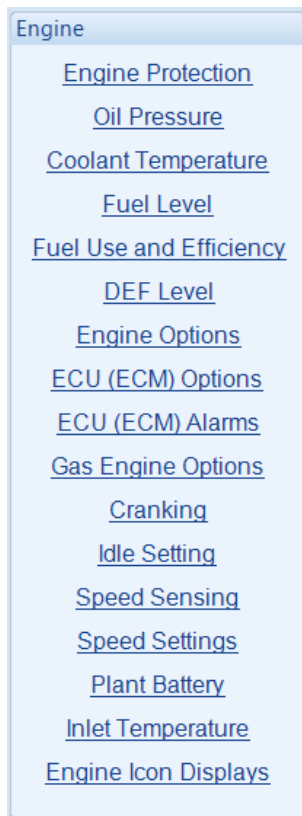 Engine
Engine Protection
Oil Pressure
Coolant Temperature
Fuel Level
Fuel Use and Efficiency
DEF Level
Engine Options
ECU (ECM) Options
ECU (ECM) Alarms
Gas Engine Options
Cranking
Idle Setting
Speed Sensing
Speed Settings
Plant Battery
Inlet Temperature
Engine Icon Displays